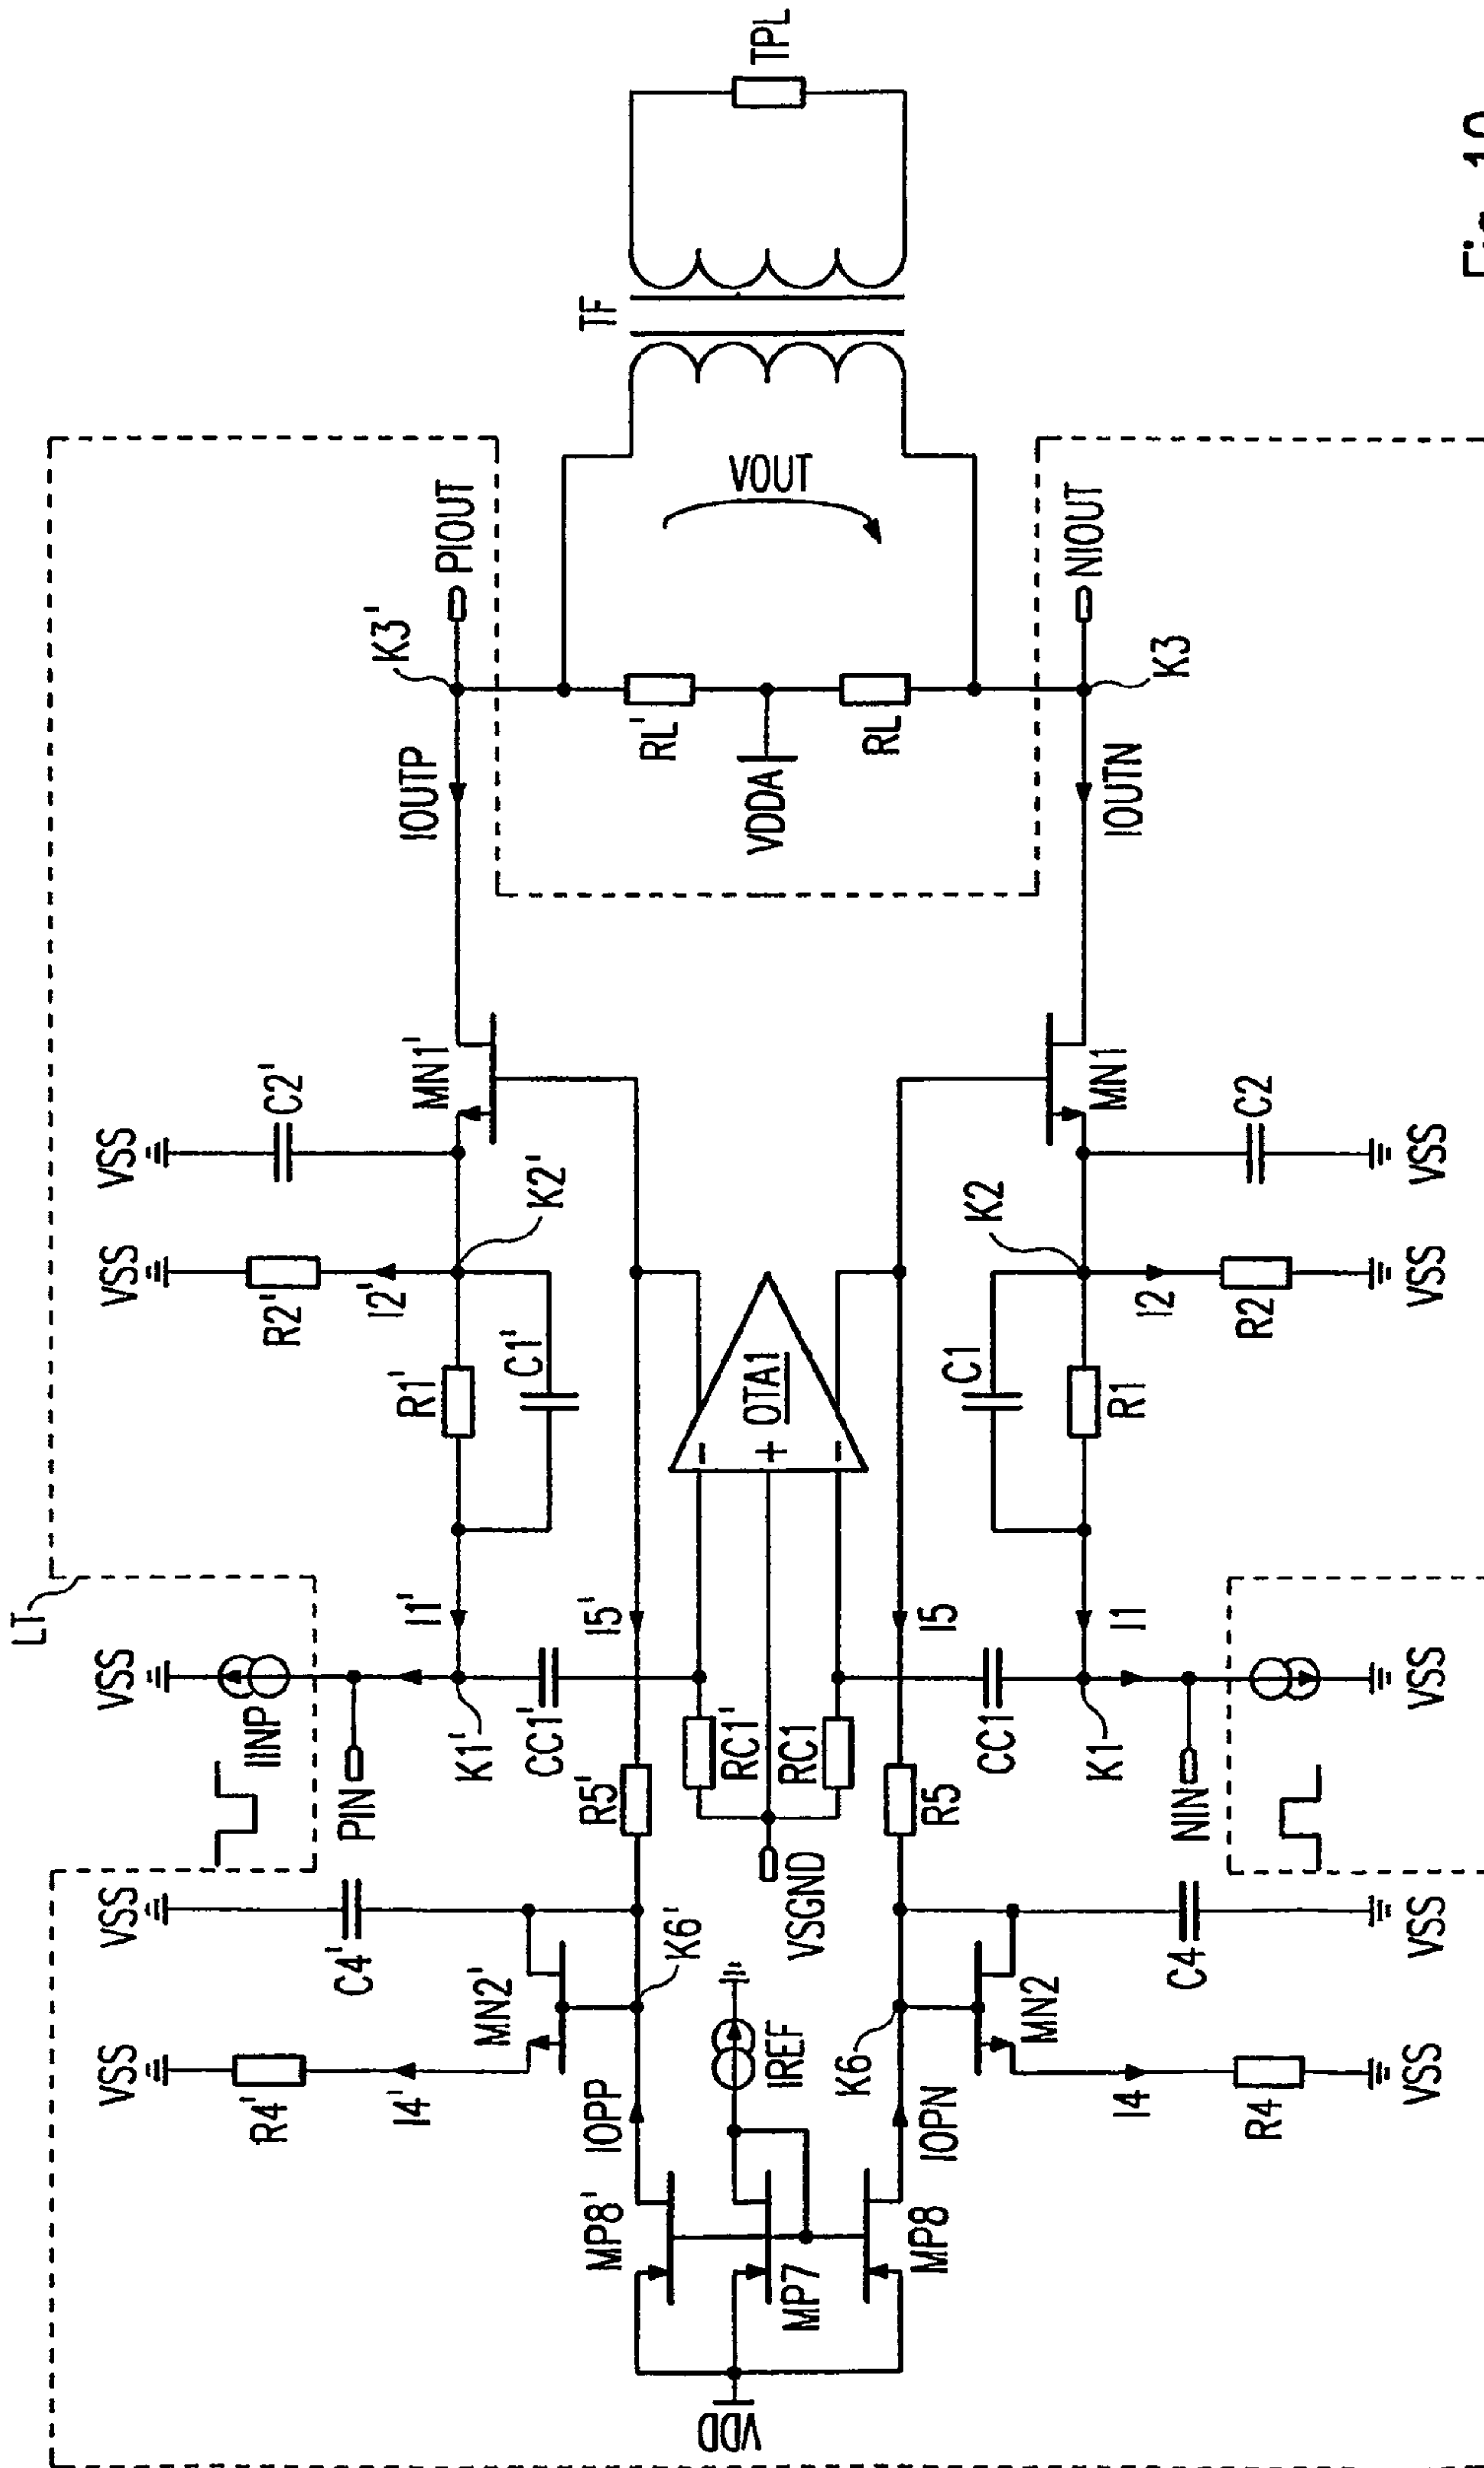 LT
VSS
VSS
VSS
VSS
VSS
R4'
I4'
C4'
MN2'
IINP
PIN
K1'
I1'
R2'
I2'
R1'
C1'
C2'
MN1'
K2'
IOUTP
K3'
PIOUT
MP8'
IOPP
K6'
R5'
CC1'
I5'
VDD
MP7
IREF
VSGND
RC1'
RC1
-
+
-
OTA1
RL'
VDDA
RL
VOUT
TF
TPL
MP8
IOPN
K6
R5
CC1
I5
MN2
I4
R4
C4
NIN
K1
I1
C1
R1
K2
I2
R2
MN1
C2
IOUTN
K3
NIOUT
VSS
VSS
VSS
VSS
VSS